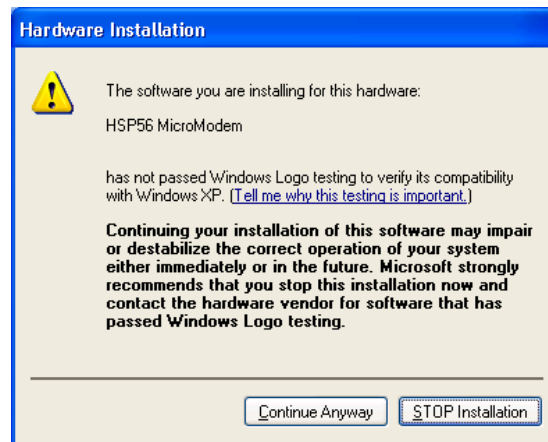 Hardware Installation
The software you are installing for this hardware:
HSP56 MicroModem
has not passed Windows Logo testing to verify its compatibility
with Windows XP. (Tell me why this testing is important.)
Continuing your installation of this software may impair
or destabilize the correct operation of your system
either immediately or in the future. Microsoft strongly
recommends that you stop this installation now and
contact the hardware vendor for software that has
passed Windows Logo testing.
Continue Anyway
STOP Installation